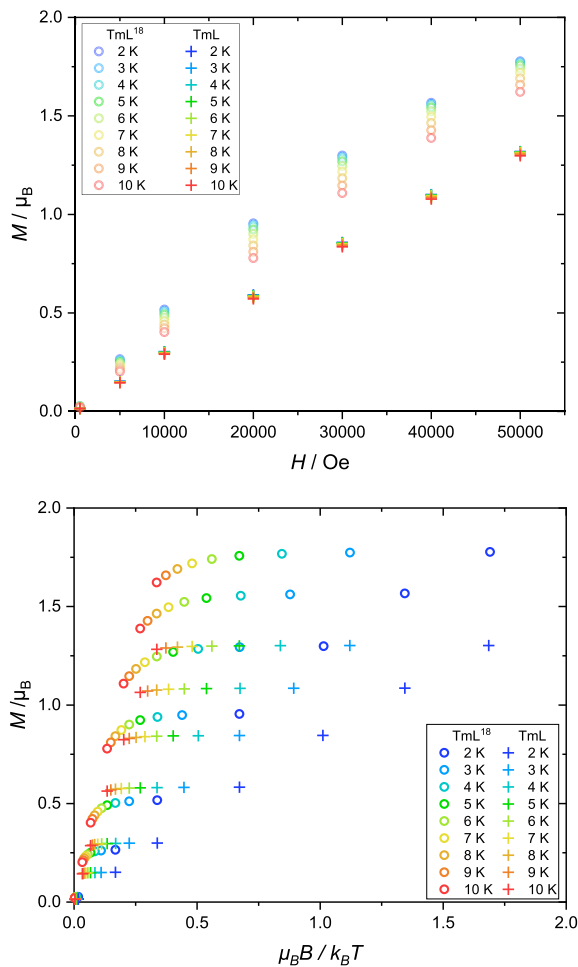 TmL¹⁸ TmL
2 K 2 K
3 K 3 K
4 K 4 K
5 K 5 K
6 K 6 K
7 K 7 K
8 K 8 K
9 K 9 K
10 K 10 K
2.0
1.5
1.0
0.5
0.0
M / μB
0 10000 20000 30000 40000 50000
H / Oe
2.0
1.5
1.0
0.5
0.0
M /μB
TmL¹⁸ TmL
2 K 2 K
3 K 3 K
4 K 4 K
5 K 5 K
6 K 6 K
7 K 7 K
8 K 8 K
9 K 9 K
10 K 10 K
0.0 0.5 1.0 1.5 2.0
μBB / kBT